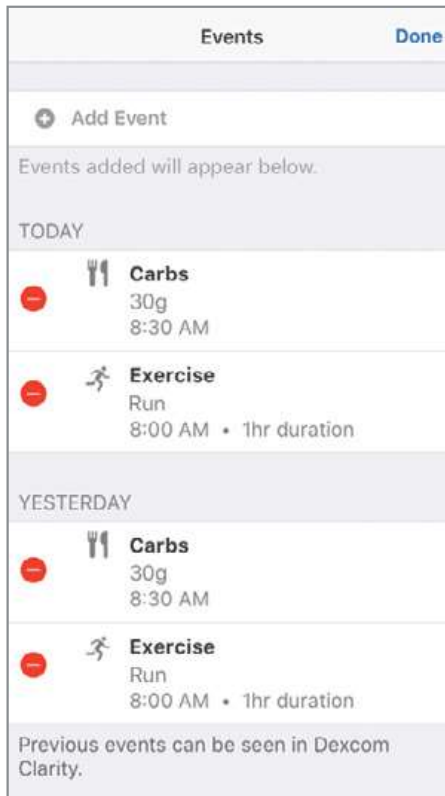 Events Done
Add Event
Events added will appear below.
TODAY
Carbs
30g
8:30 AM
Exercise
Run
8:00 AM • 1hr duration
YESTERDAY
Carbs
30g
8:30 AM
Exercise
Run
8:00 AM • 1hr duration
Previous events can be seen in Dexcom
Clarity.